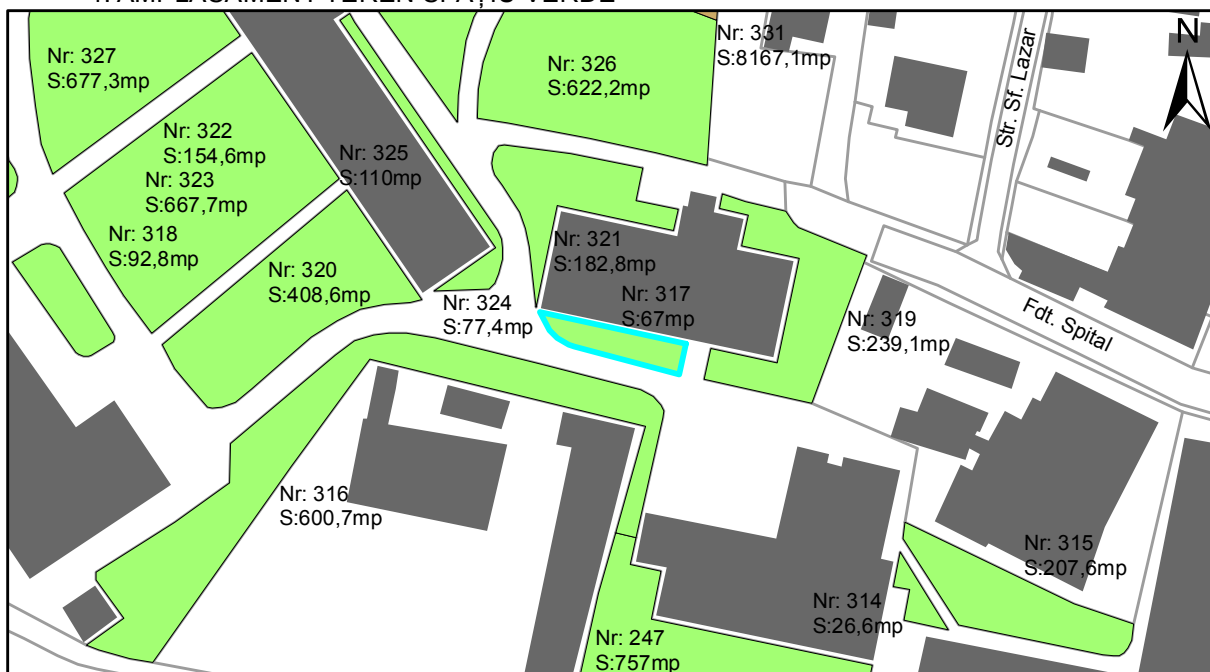 Nr: 331
S:8167,1mp
N
Nr: 327
S:677,3mp
Nr: 326
S:622,2mp
Str. Sf. Lazar
Nr: 322
S:154,6mp
Nr: 323
S:667,7mp
Nr: 325
S:110mp
Nr: 318
S:92,8mp
Nr: 321
S:182,8mp
Nr: 320
S:408,6mp
Nr: 317
S:67mp
Nr: 324
S:77,4mp
Nr: 319
S:239,1mp
Fdt. Spital
Nr: 316
S:600,7mp
Nr: 315
S:207,6mp
Nr: 314
S:26,6mp
Nr: 247
S:757mp